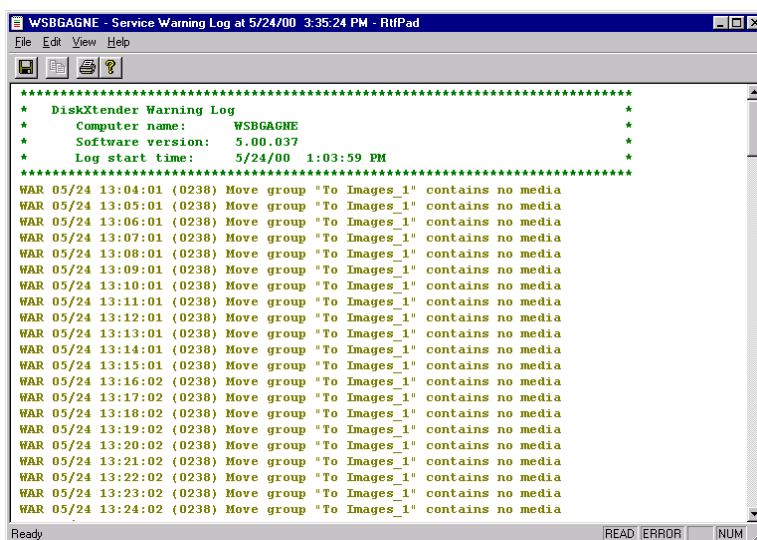 WSBGAGNE - Service Warning Log at 5/24/00 3:35:24 PM - RtfPad
File Edit View Help
******************************************************************************
* DiskXtender Warning Log *
* Computer name: WSBGAGNE *
* Software version: 5.00.037 *
* Log start time: 5/24/00 1:03:59 PM *
******************************************************************************
WAR 05/24 13:04:01 (0238) Move group "To Images_1" contains no media
WAR 05/24 13:05:01 (0238) Move group "To Images_1" contains no media
WAR 05/24 13:06:01 (0238) Move group "To Images_1" contains no media
WAR 05/24 13:07:01 (0238) Move group "To Images_1" contains no media
WAR 05/24 13:08:01 (0238) Move group "To Images_1" contains no media
WAR 05/24 13:09:01 (0238) Move group "To Images_1" contains no media
WAR 05/24 13:10:01 (0238) Move group "To Images_1" contains no media
WAR 05/24 13:11:01 (0238) Move group "To Images_1" contains no media
WAR 05/24 13:12:01 (0238) Move group "To Images_1" contains no media
WAR 05/24 13:13:01 (0238) Move group "To Images_1" contains no media
WAR 05/24 13:14:01 (0238) Move group "To Images_1" contains no media
WAR 05/24 13:15:01 (0238) Move group "To Images_1" contains no media
WAR 05/24 13:16:02 (0238) Move group "To Images_1" contains no media
WAR 05/24 13:17:02 (0238) Move group "To Images_1" contains no media
WAR 05/24 13:18:02 (0238) Move group "To Images_1" contains no media
WAR 05/24 13:19:02 (0238) Move group "To Images_1" contains no media
WAR 05/24 13:20:02 (0238) Move group "To Images_1" contains no media
WAR 05/24 13:21:02 (0238) Move group "To Images_1" contains no media
WAR 05/24 13:22:02 (0238) Move group "To Images_1" contains no media
WAR 05/24 13:23:02 (0238) Move group "To Images_1" contains no media
WAR 05/24 13:24:02 (0238) Move group "To Images_1" contains no media
Ready READ ERROR NUM